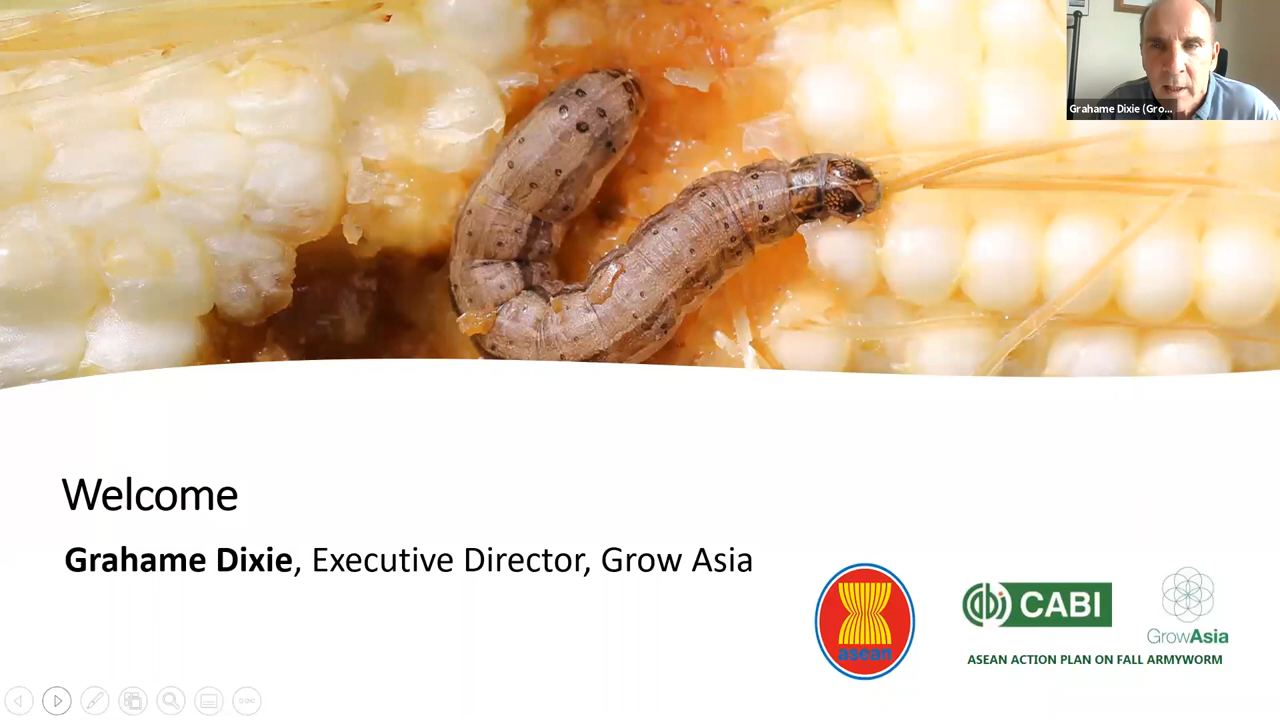 Grahame Dixie (Gro...
Welcome
Grahame Dixie, Executive Director, Grow Asia
asean
CABI
GrowAsia
ASEAN ACTION PLAN ON FALL ARMYWORM